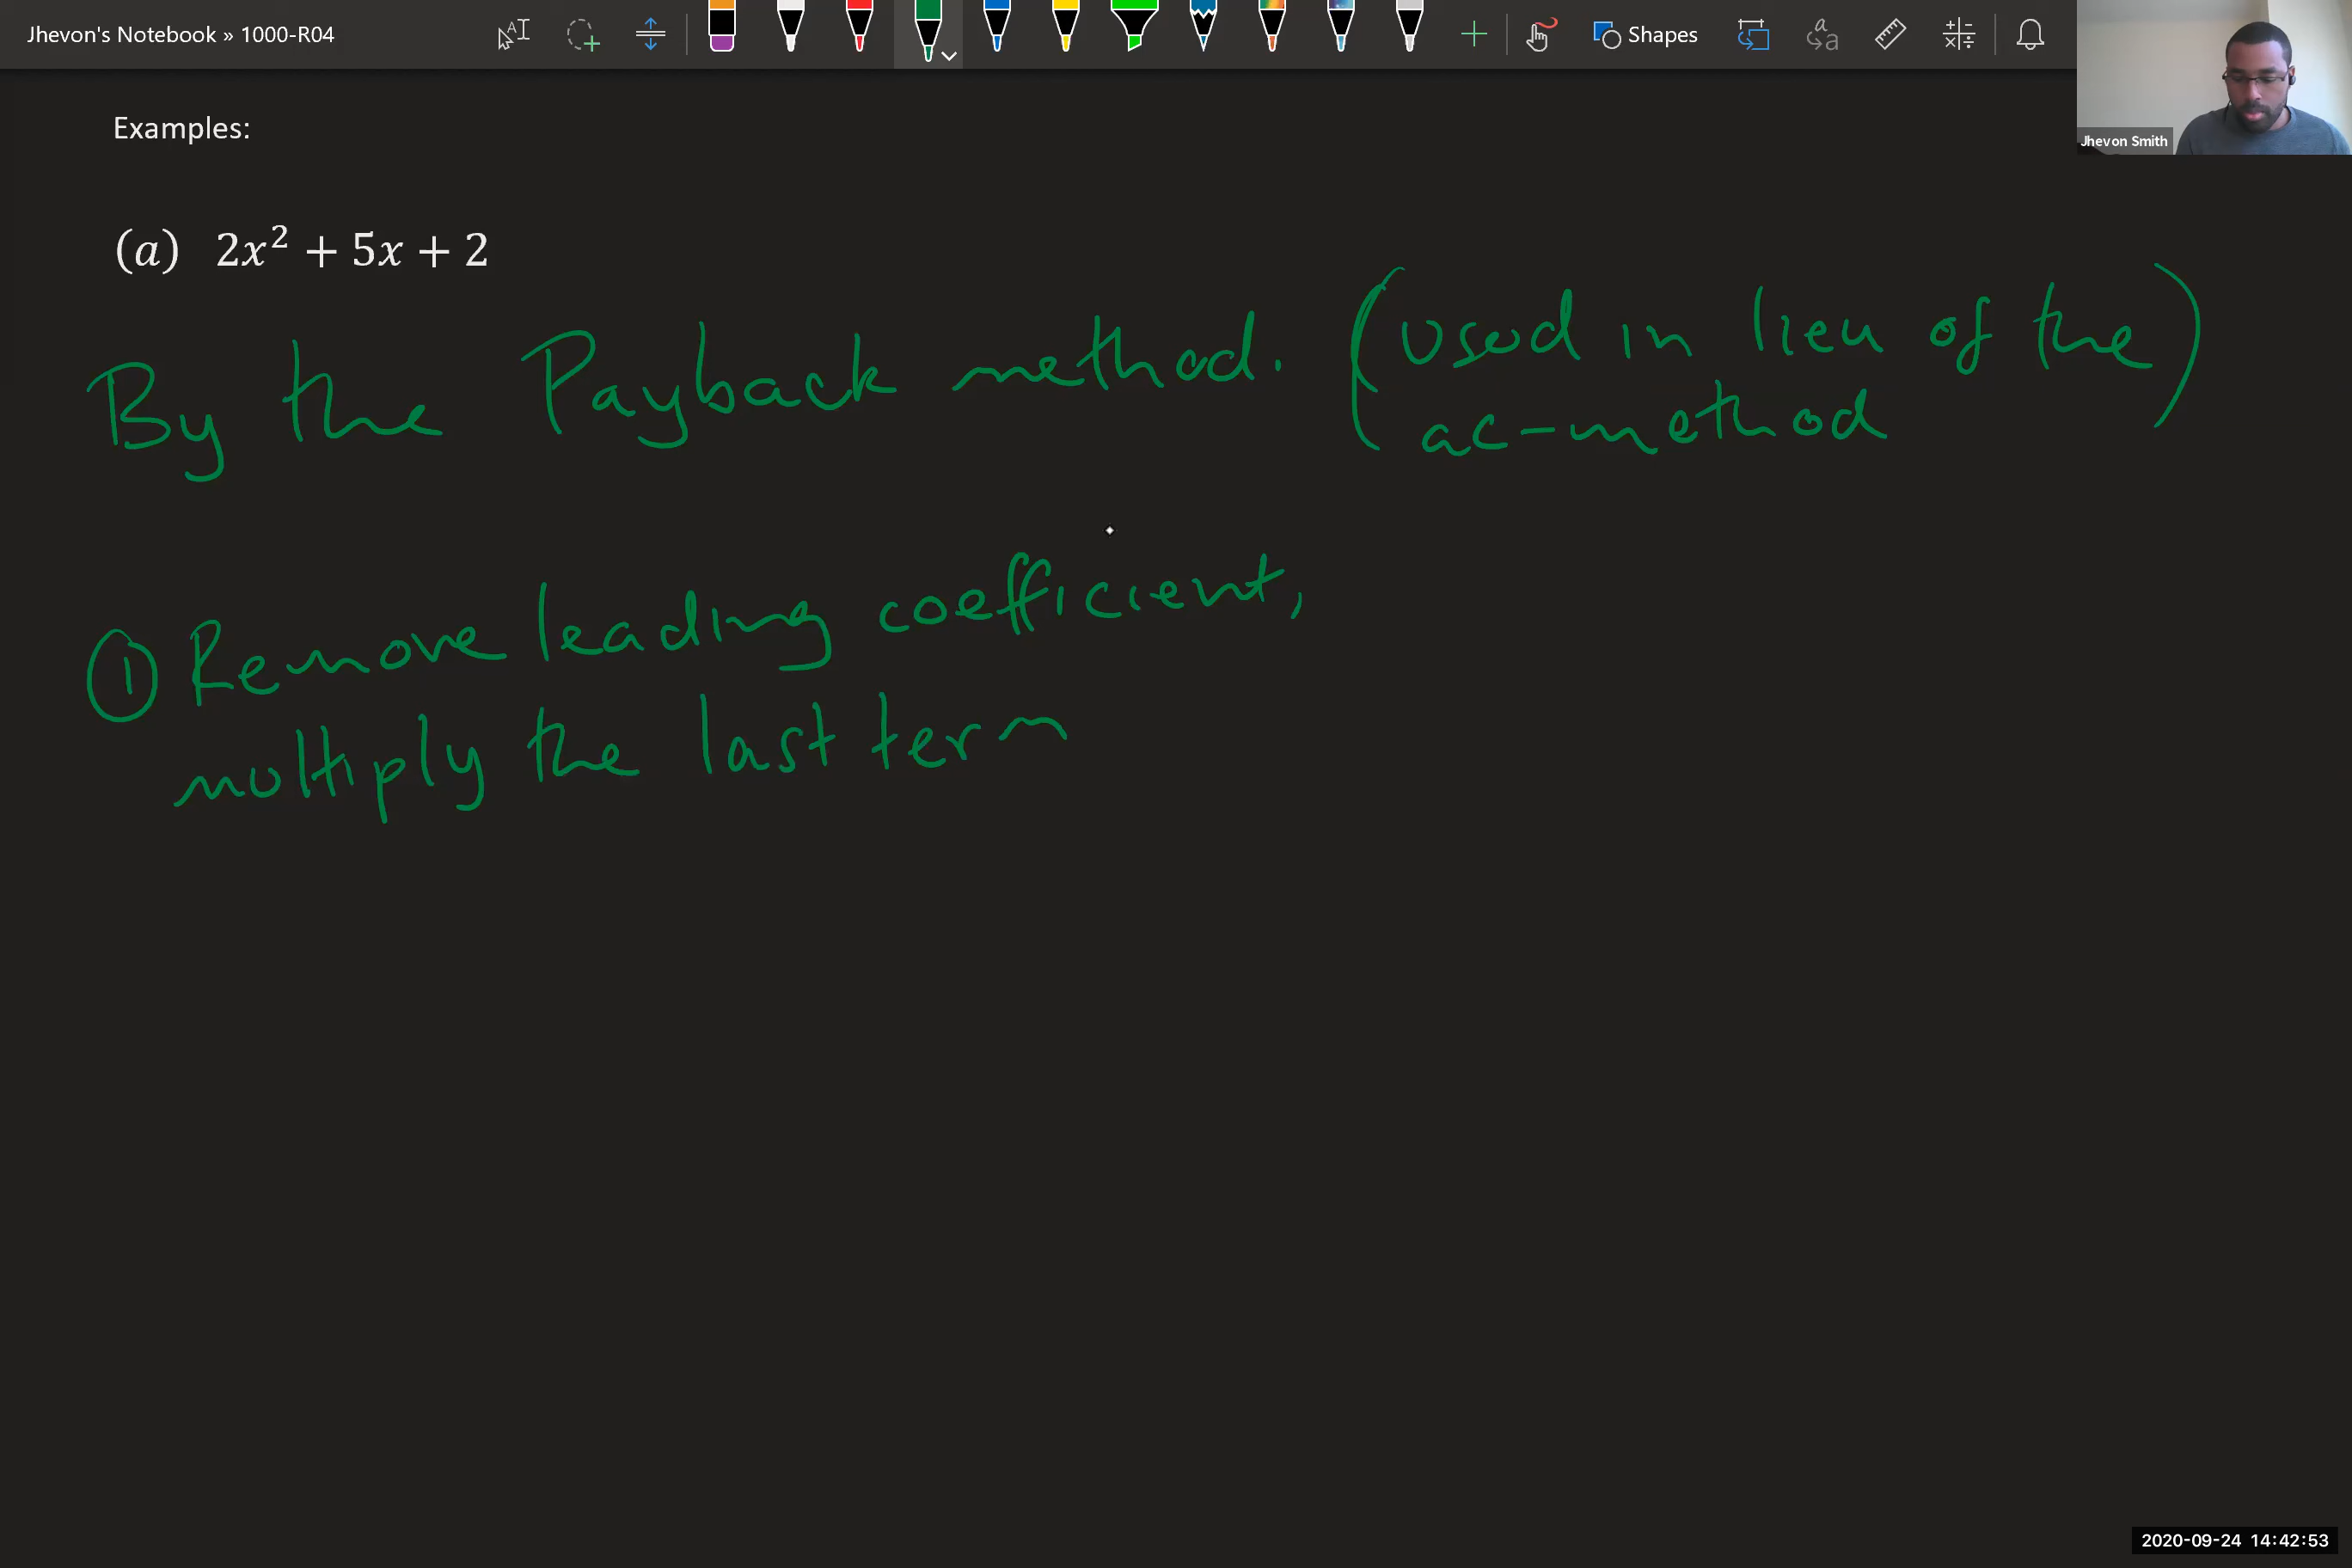 Jhevon's Notebook » 1000-R04
Shapes
Jhevon Smith
Examples:
(a) 2x² + 5x + 2
By the Payback method. (Used in lieu of the
ac-method)
① Remove leading coefficient,
multiply the last term
2020-09-24 14:42:53